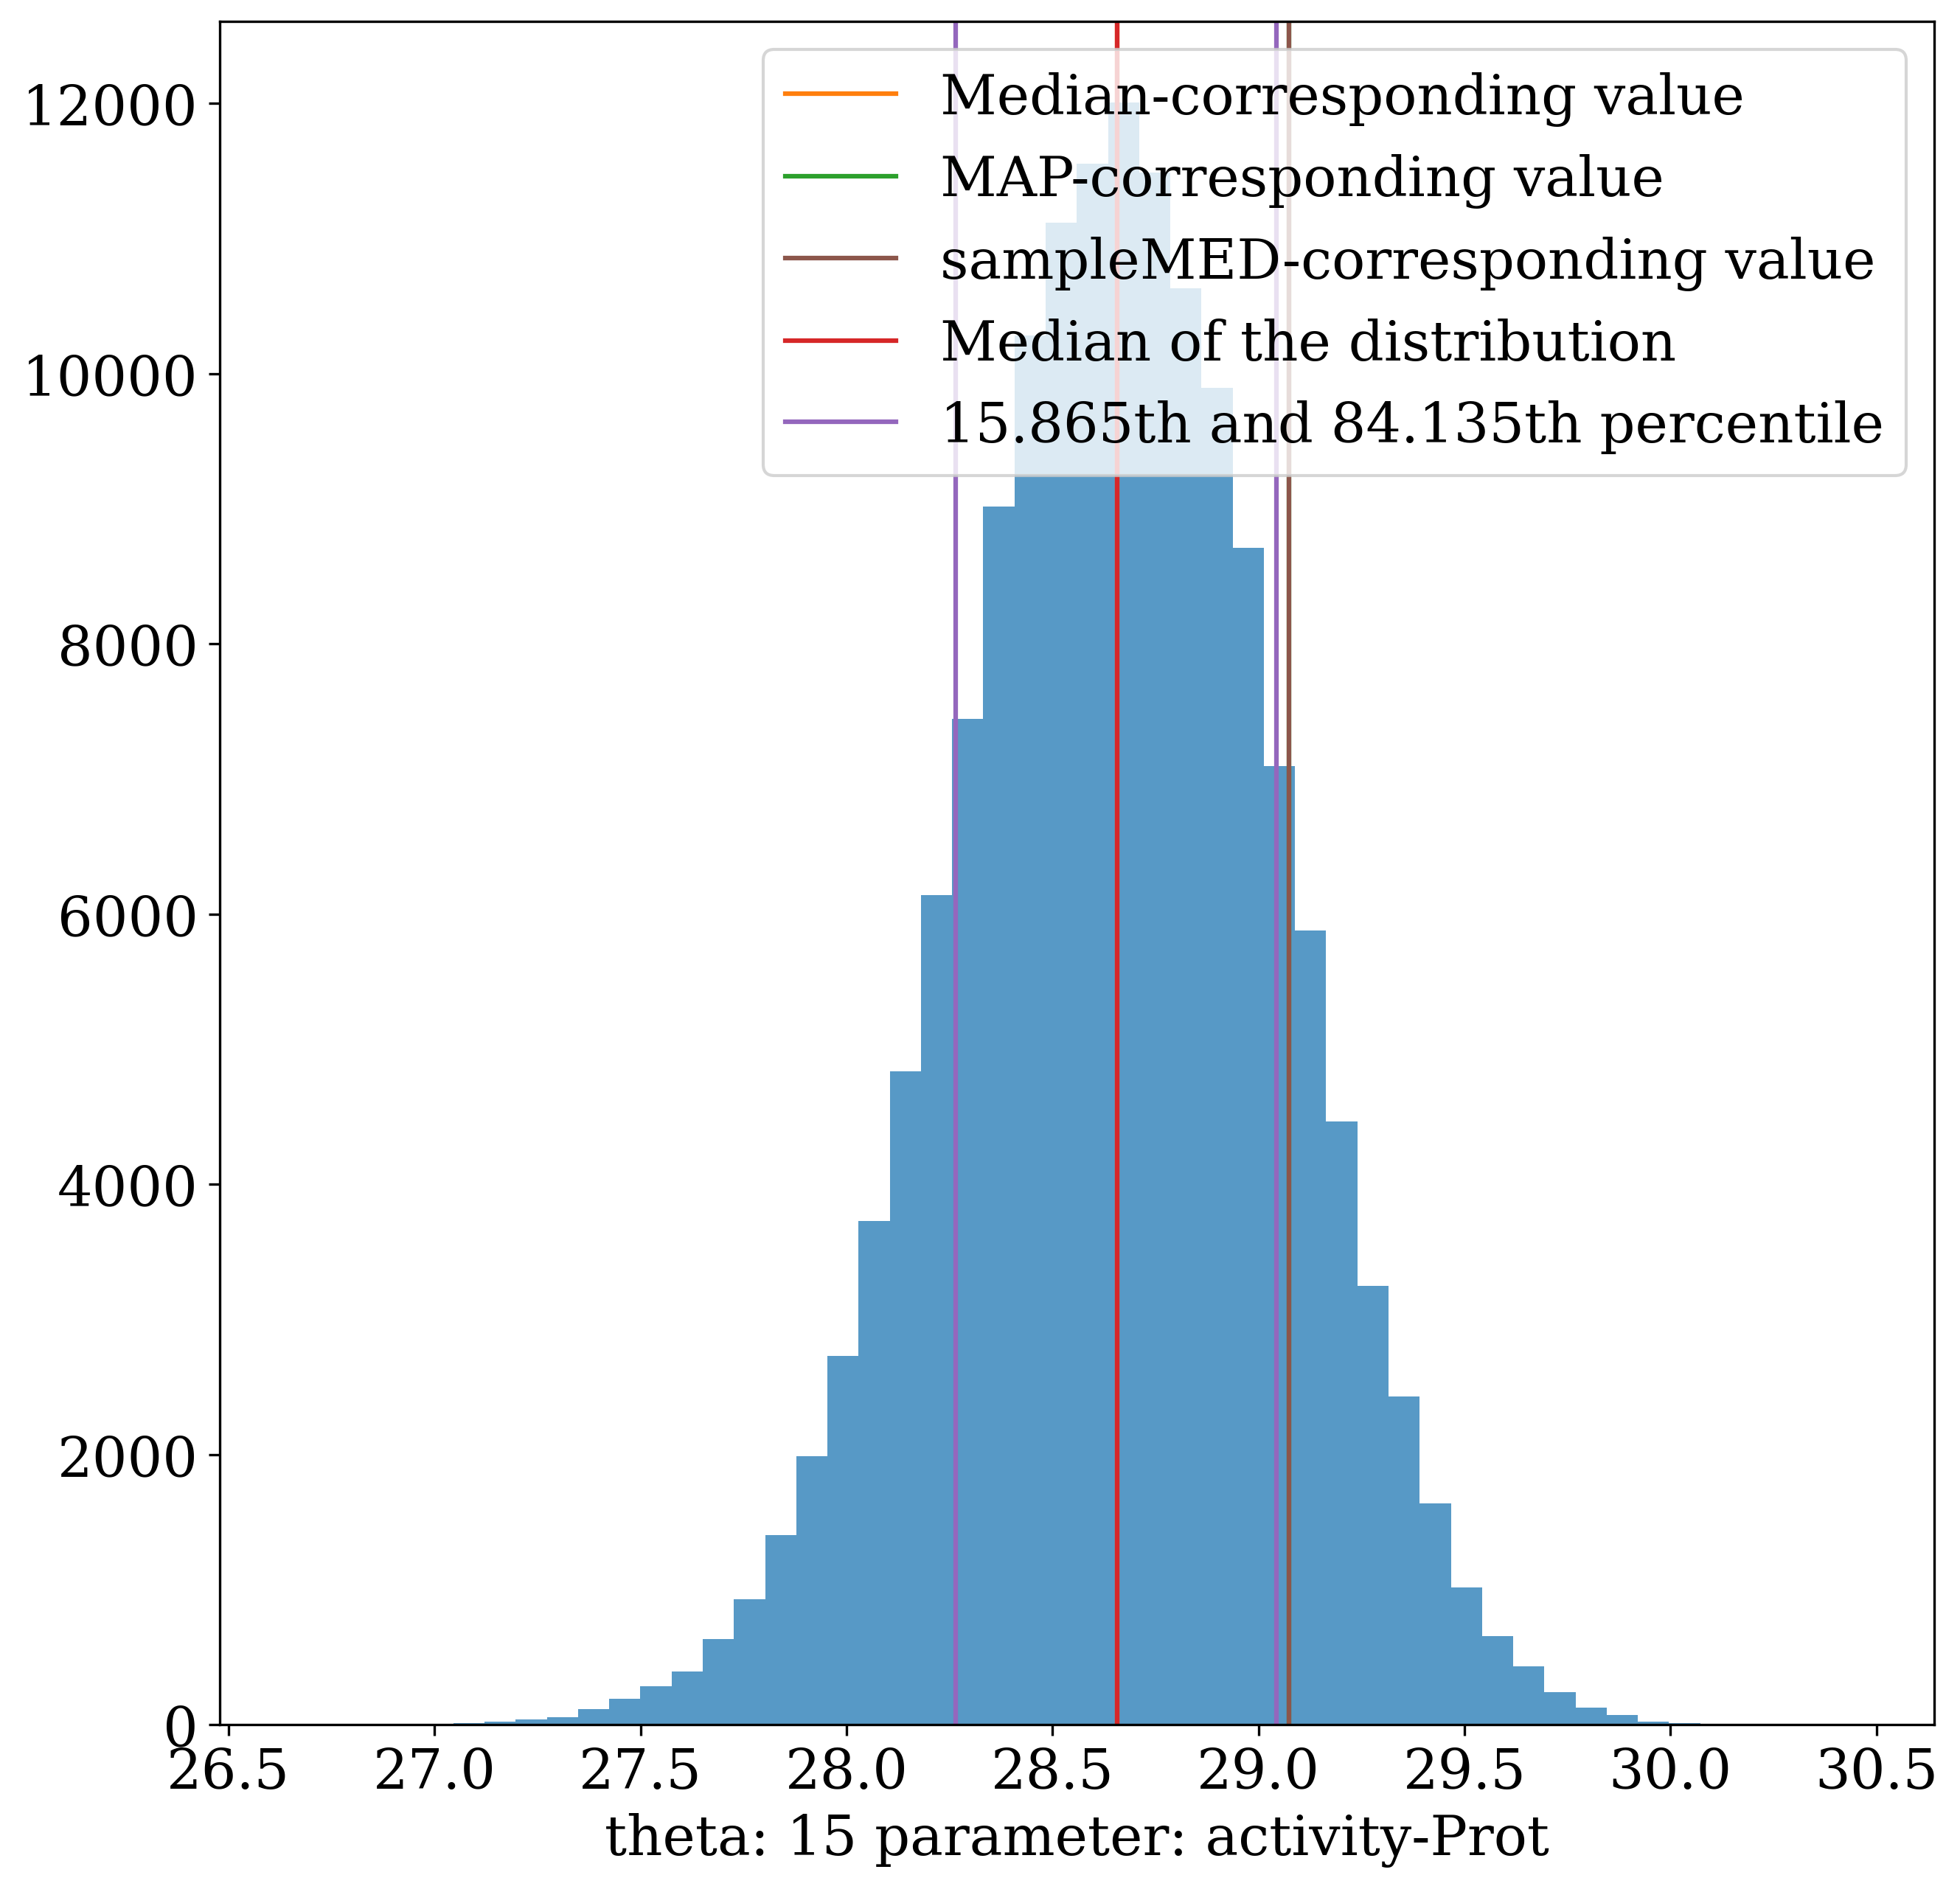 12000
10000
8000
6000
4000
2000
0
Median-corresponding value
MAP-corresponding value
sampleMED-corresponding value
Median of the distribution
15.865th and 84.135th percentile
26.5 27.0 27.5 28.0 28.5 29.0 29.5 30.0 30.5
theta: 15 parameter: activity-Prot